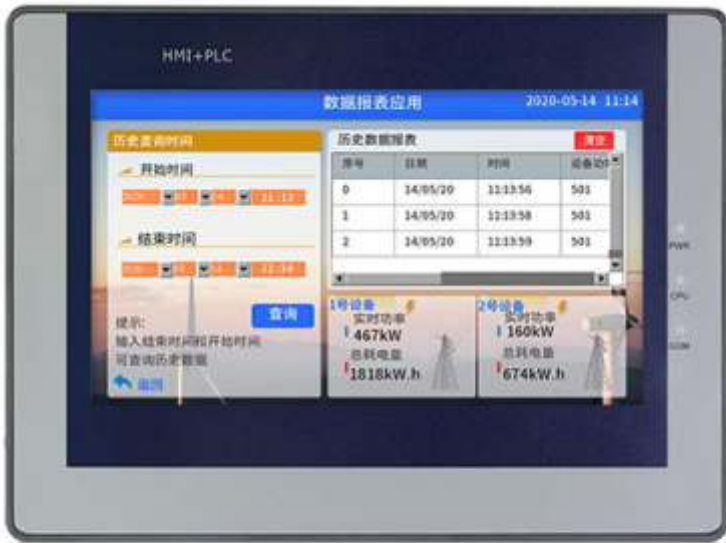 HMI+PLC
数据报表应用
2020-05-14 11:14
历史查询时间
开始时间
11:13
结束时间
11:14
查询
提示:
输入结束时间和开始时间
可查询历史数据
返回
历史数据报表
清空
序号 日期 时间
0 14/05/20 11:13:56 501
1 14/05/20 11:13:58 501
2 14/05/20 11:13:59 501
1号设备
实时功率
467kW
总耗电量
1818kW.h
2号设备
实时功率
160kW
总耗电量
674kW.h
PWR
CPU
COM